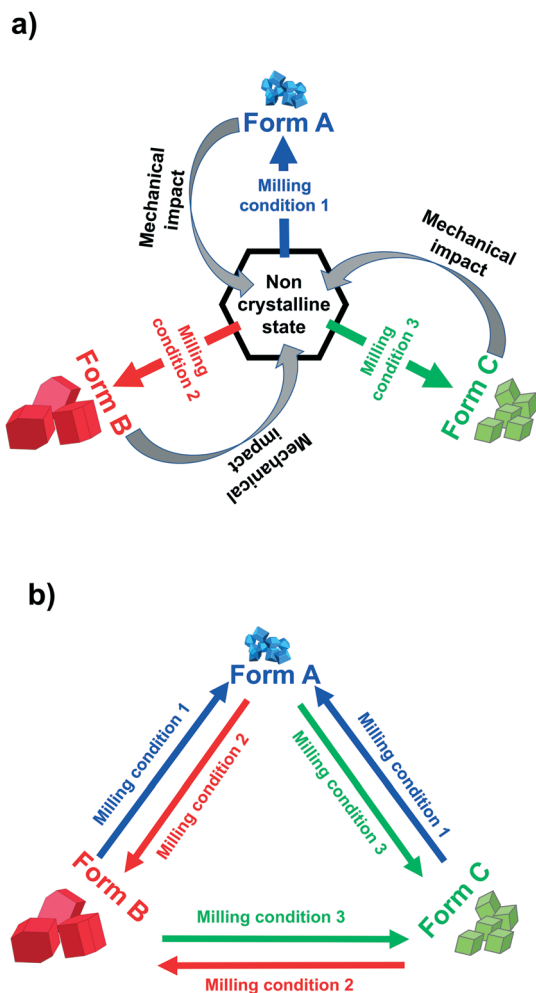 a)
Form A
Mechanical
impact
Milling
condition 1
Mechanical
impact
Non
crystalline
state
Milling
condition 2
Milling
condition 3
Form B
Form C
Mechanical
impact
b)
Form A
Milling condition 1
Milling condition 2
Milling condition 3
Milling condition 1
Form B
Form C
Milling condition 3
Milling condition 2